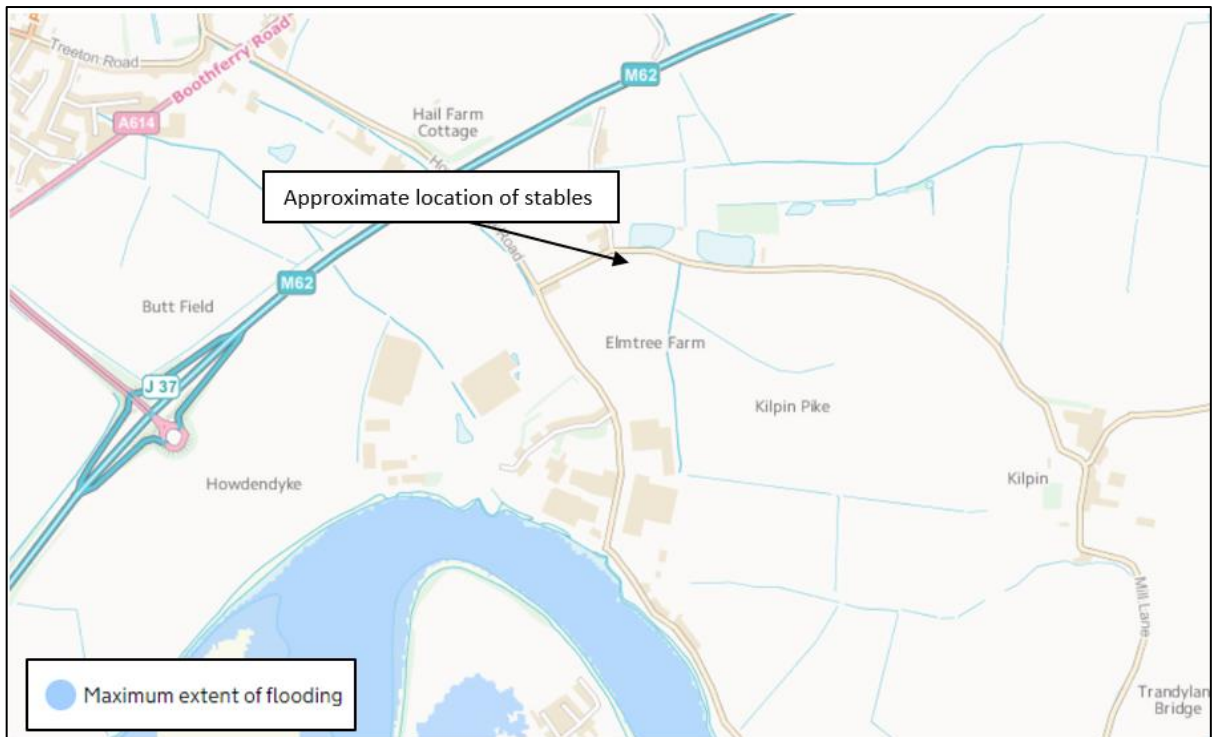 Treeton Road
Boothferry Road
A614
M62
Hail Farm
Cottage
Approximate location of stables
Road
M62
Butt Field
J 37
Elmtree Farm
Kilpin Pike
Howdendyke
Kilpin
Mill Lane
Maximum extent of flooding
Trandylan
Bridge